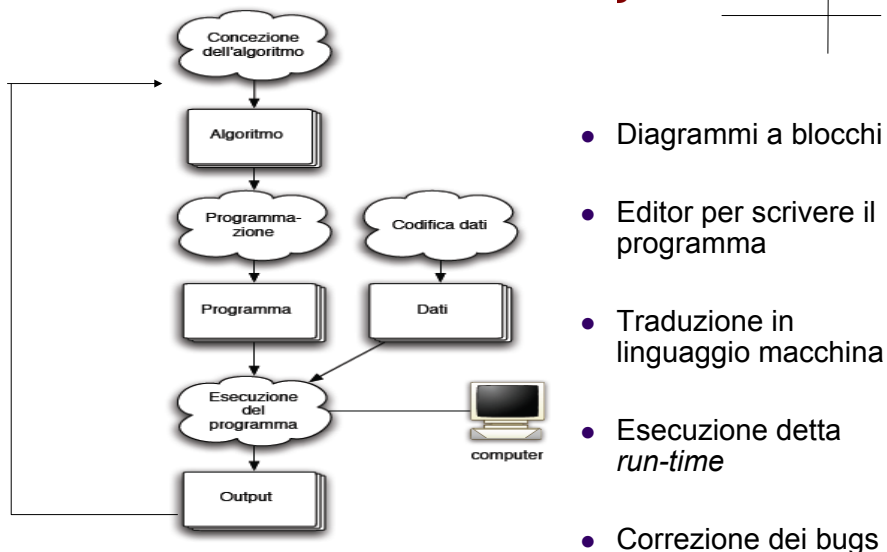 Concezione
dell'algoritmo
Algoritmo
Programma-
zione
Codifica dati
Programma
Dati
Esecuzione
del
programma
computer
Output
● Diagrammi a blocchi
● Editor per scrivere il
programma
● Traduzione in
linguaggio macchina
● Esecuzione detta
run-time
● Correzione dei bugs